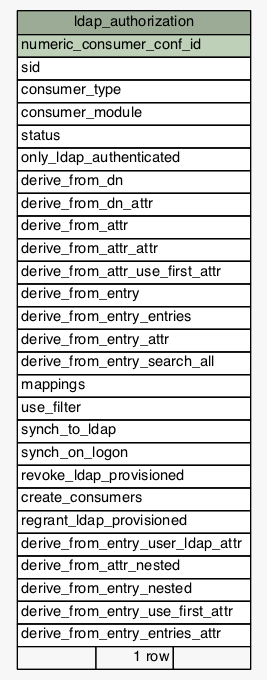 ldap_authorization
numeric_consumer_conf_id
sid
consumer_type
consumer_module
status
only_ldap_authenticated
derive_from_dn
derive_from_dn_attr
derive_from_attr
derive_from_attr_attr
derive_from_attr_use_first_attr
derive_from_entry
derive_from_entry_entries
derive_from_entry_attr
derive_from_entry_search_all
mappings
use_filter
synch_to_ldap
synch_on_logon
revoke_ldap_provisioned
create_consumers
regrant_ldap_provisioned
derive_from_entry_user_ldap_attr
derive_from_attr_nested
derive_from_entry_nested
derive_from_entry_use_first_attr
derive_from_entry_entries_attr
1 row